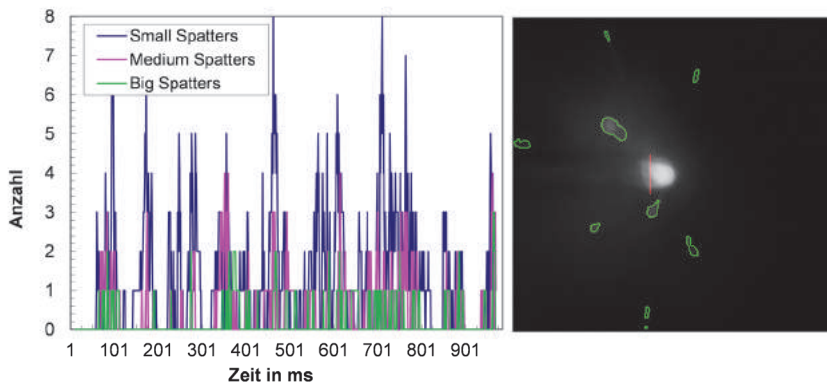 8
7
6
5
4
3
2
1
0
Anzahl
Small Spatters
Medium Spatters
Big Spatters
1 101 201 301 401 501 601 701 801 901
Zeit in ms